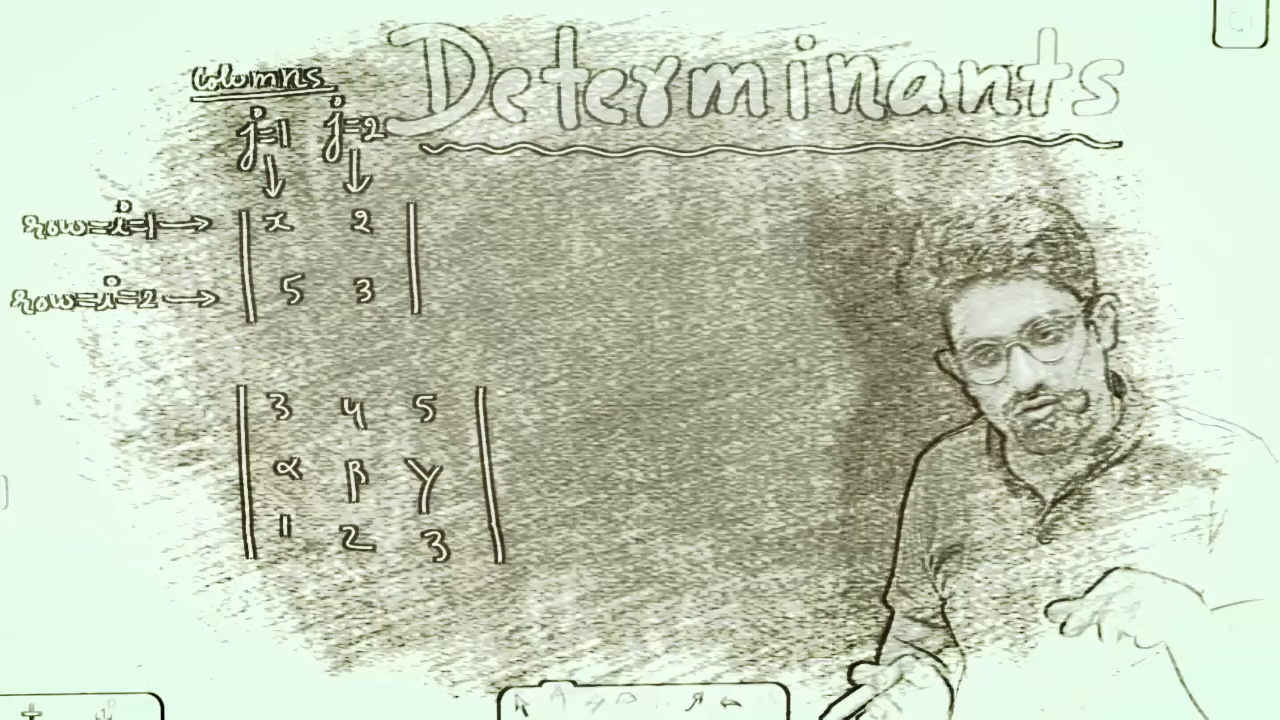 Determinants
Columns
j=1 j=2
row=i=1 → x 2
row=i=2 → 5 3
3 4 5
α β γ
1 2 3